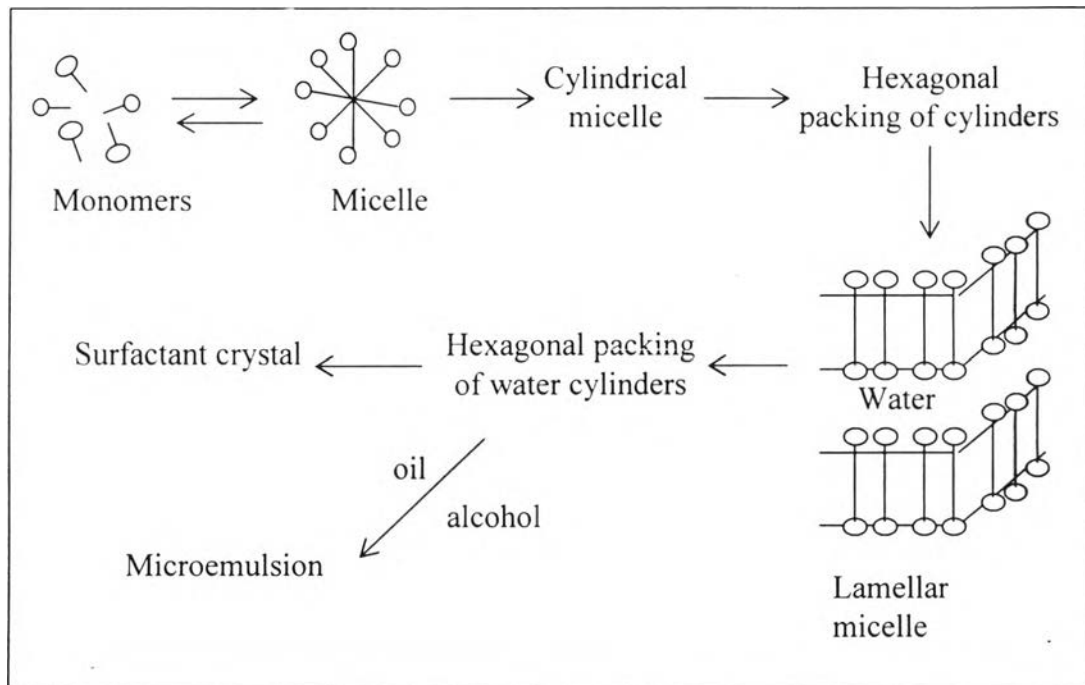 Monomers
Micelle
Cylindrical
micelle
Hexagonal
packing of cylinders
Water
Lamellar
micelle
Hexagonal packing
of water cylinders
Surfactant crystal
oil
alcohol
Microemulsion